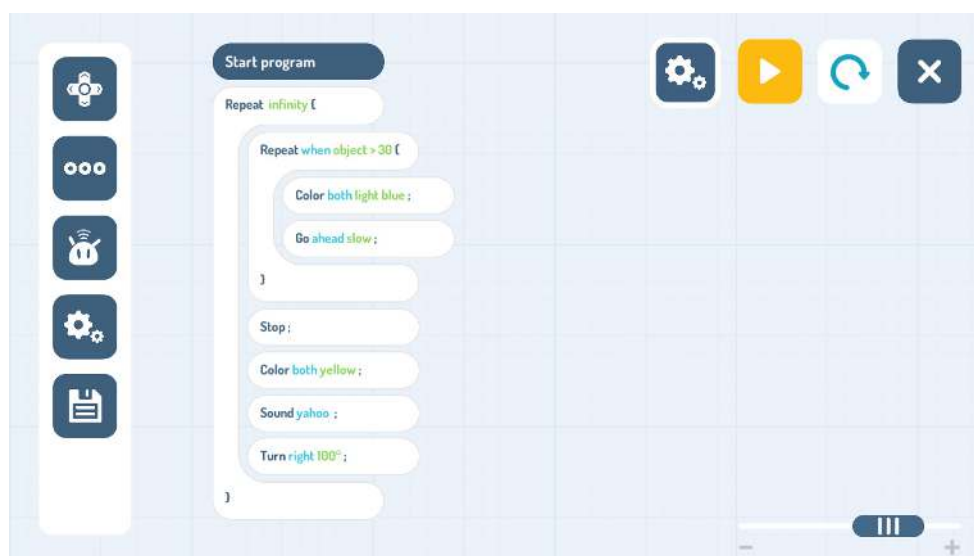 Start program
Repeat infinity {
Repeat when object > 30 {
Color both light blue ;
Go ahead slow ;
}
Stop ;
Color both yellow ;
Sound yahoo ;
Turn right 100° ;
}